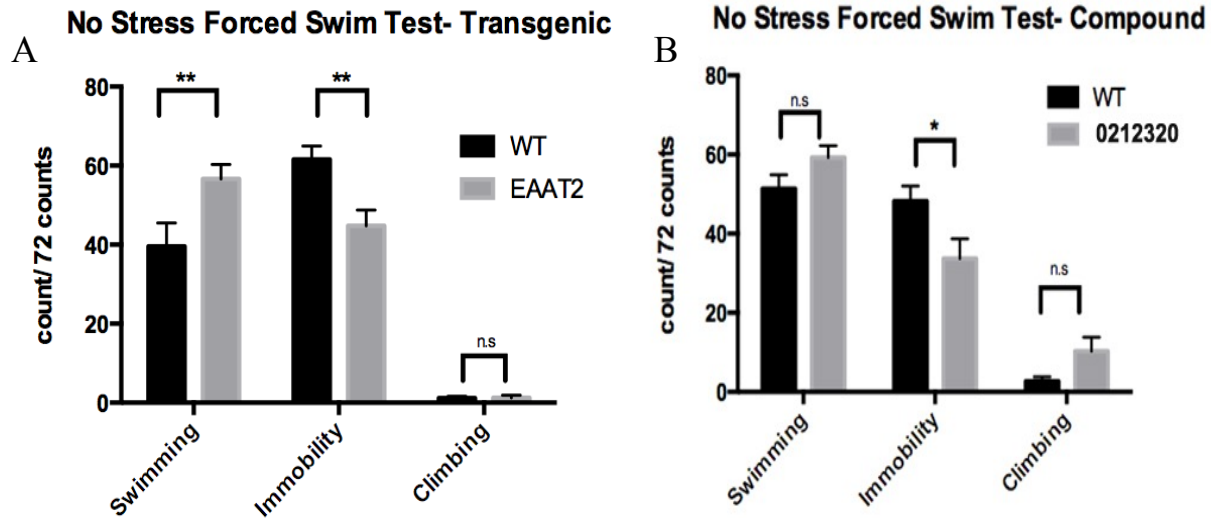 A
No Stress Forced Swim Test- Transgenic
count/ 72 counts
80
60
40
20
0
**
**
n.s
WT
EAAT2
Swimming
Immobility
Climbing
B
No Stress Forced Swim Test- Compound
count/ 72 counts
80
60
40
20
0
n.s
*
n.s
WT
0212320
Swimming
Immobility
Climbing